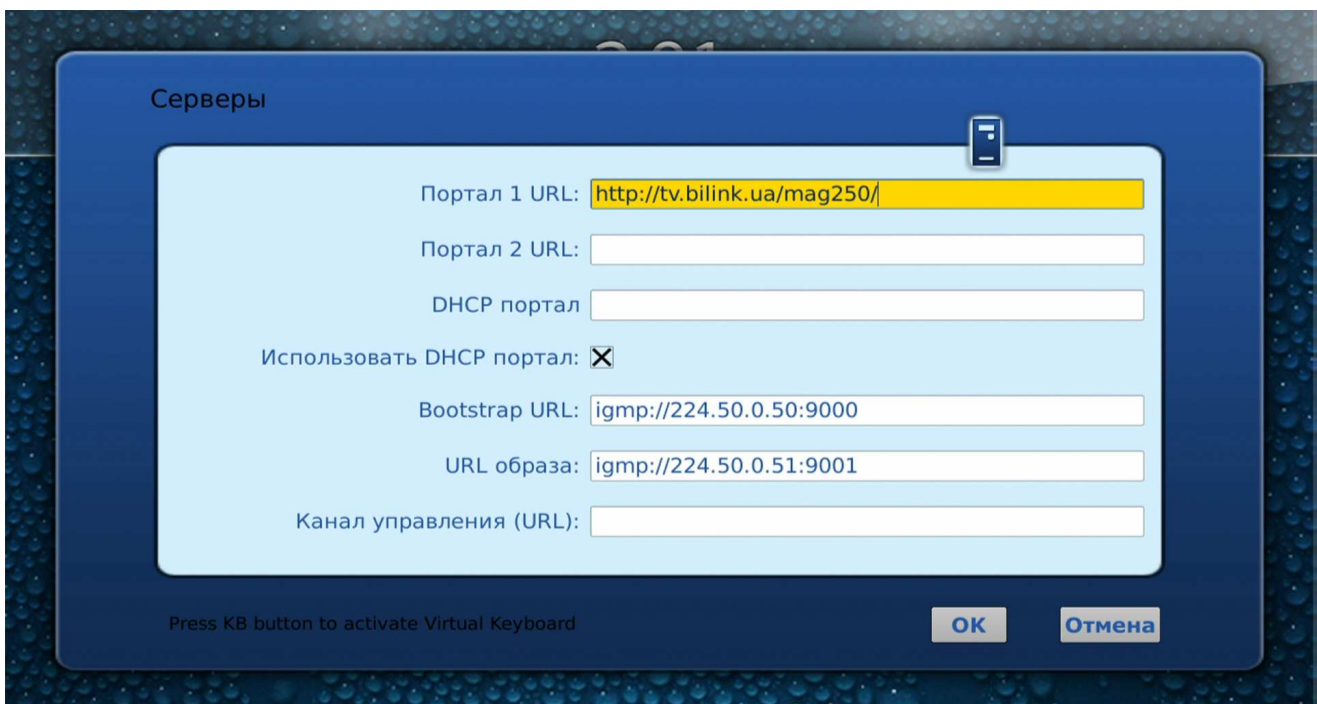 Серверы
Портал 1 URL: http://tv.bilink.ua/mag250/
Портал 2 URL:
DHCP портал
Использовать DHCP портал:
Bootstrap URL: igmp://224.50.0.50:9000
URL образа: igmp://224.50.0.51:9001
Канал управления (URL):
Press KB button to activate Virtual Keyboard
OK Отмена